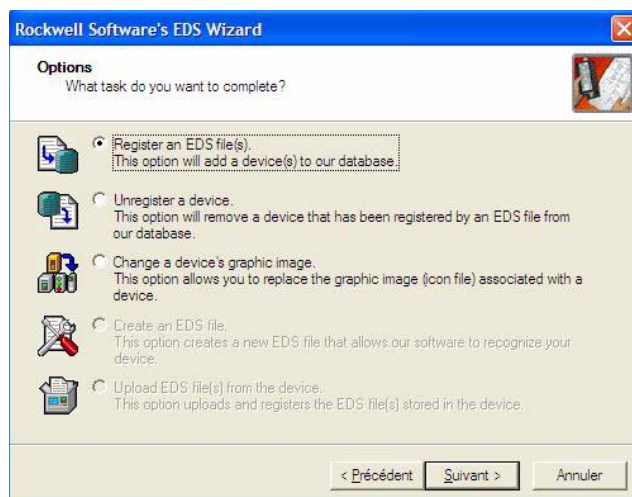 Rockwell Software's EDS Wizard
Options
What task do you want to complete?
Register an EDS file(s).
This option will add a device(s) to our database.
Unregister a device.
This option will remove a device that has been registered by an EDS file from
our database.
Change a device's graphic image.
This option allows you to replace the graphic image (icon file) associated with a
device.
Create an EDS file.
This option creates a new EDS file that allows our software to recognize your
device.
Upload EDS file(s) from the device.
This option uploads and registers the EDS file(s) stored in the device.
< Précédent Suivant > Annuler